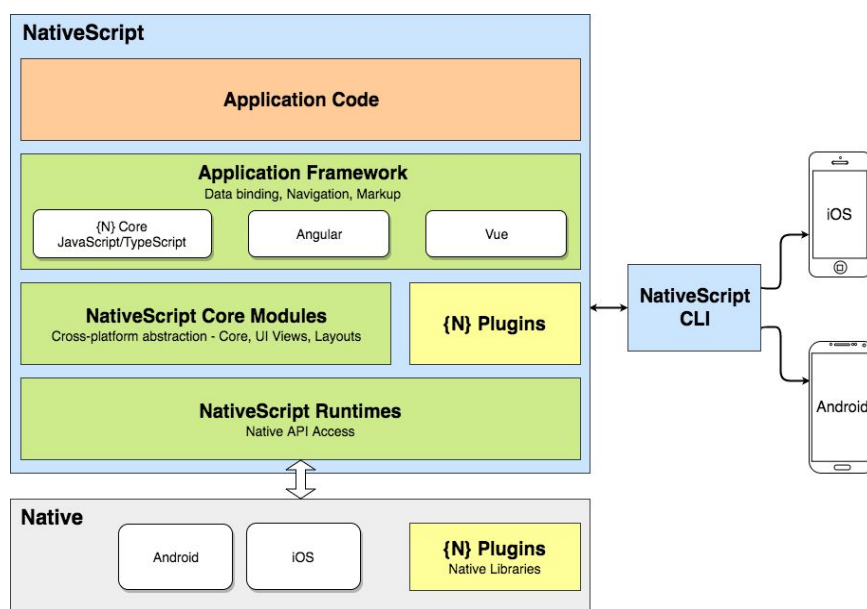 NativeScript
Application Code
Application Framework
Data binding, Navigation, Markup
{N} Core
JavaScript/TypeScript
Angular
Vue
NativeScript Core Modules
Cross-platform abstraction - Core, UI Views, Layouts
{N} Plugins
NativeScript Runtimes
Native API Access
NativeScript
CLI
iOS
Android
Native
Android
iOS
{N} Plugins
Native Libraries